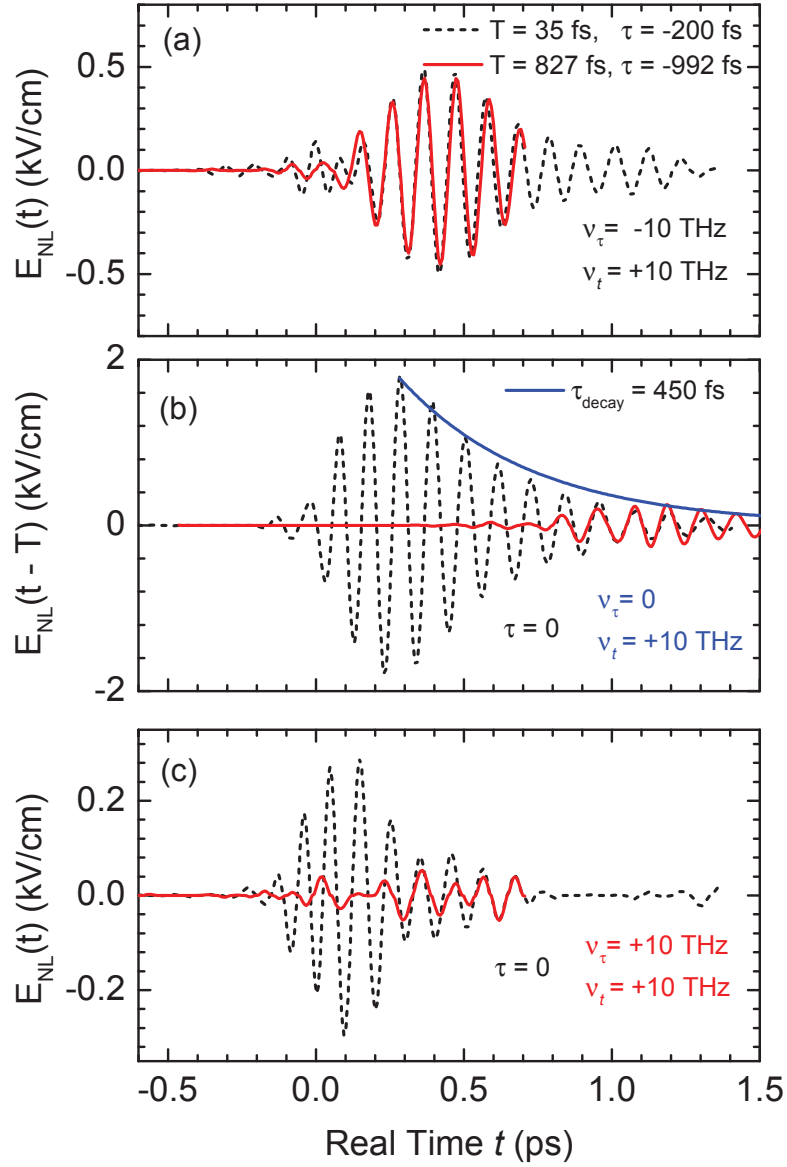 (a)
T = 35 fs, τ = -200 fs
T = 827 fs, τ = -992 fs
0.5
0.0
-0.5
E_NL(t) (kV/cm)
ν_τ = -10 THz
ν_t = +10 THz
(b)
τ_decay = 450 fs
2
0
-2
E_NL(t - T) (kV/cm)
τ = 0
ν_τ = 0
ν_t = +10 THz
(c)
0.2
0.0
-0.2
E_NL(t) (kV/cm)
τ = 0
ν_τ = +10 THz
ν_t = +10 THz
-0.5 0.0 0.5 1.0 1.5
Real Time t (ps)